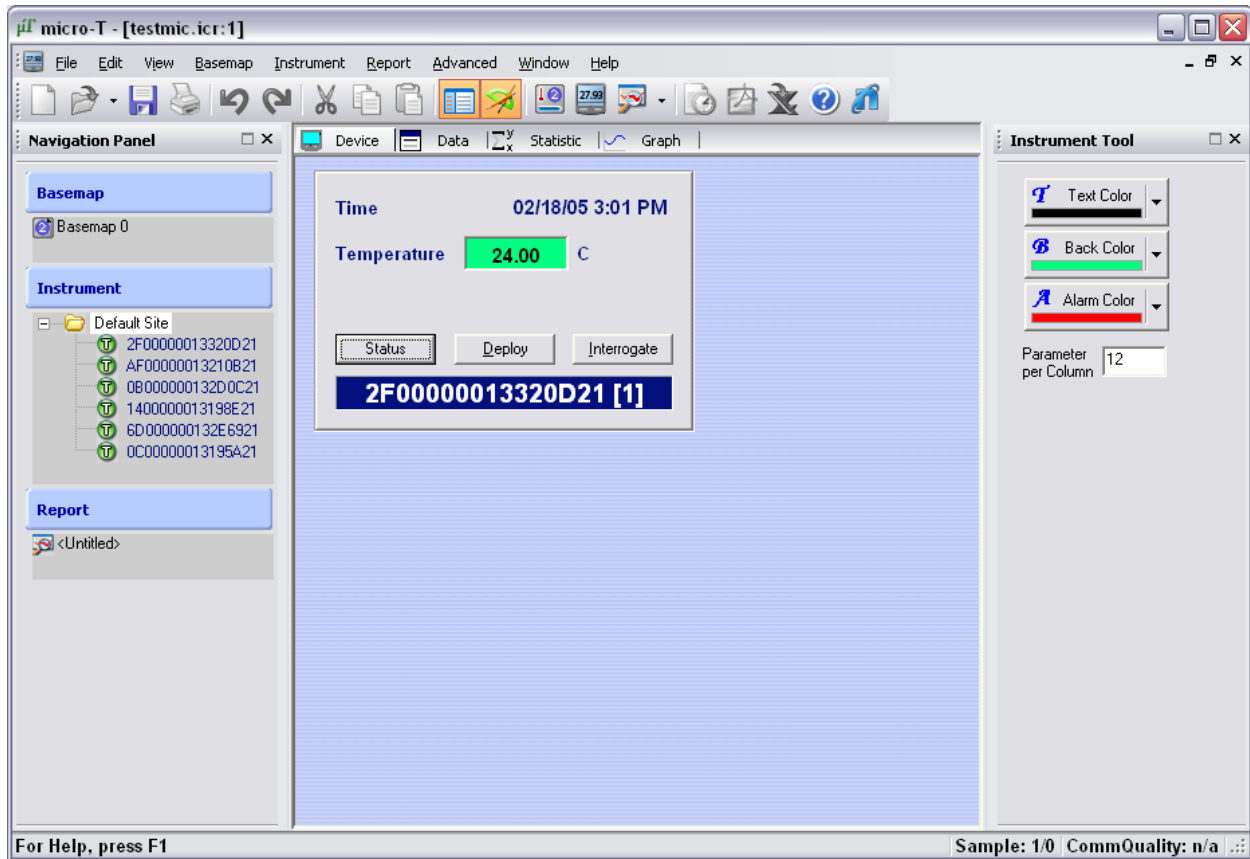 micro-T - [testmic.icr:1]
File Edit View Basemap Instrument Report Advanced Window Help
Navigation Panel
Device Data Statistic Graph
Instrument Tool
Basemap
Basemap 0
Instrument
Default Site
2F00000013320D21
AF00000013210B21
0B000000132D0C21
1400000013198E21
6D000000132E6921
0C00000013195A21
Report
<Untitled>
Time 02/18/05 3:01 PM
Temperature 24.00 C
Status Deploy Interrogate
2F00000013320D21 [1]
Text Color
Back Color
Alarm Color
Parameter
per Column 12
For Help, press F1 Sample: 1/0 CommQuality: n/a